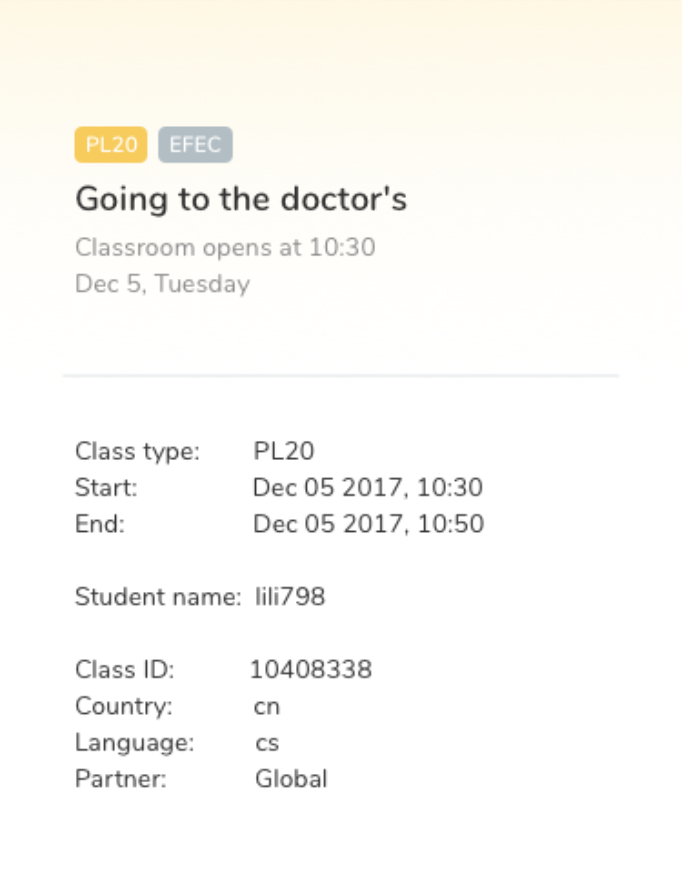 PL20 EFEC
Going to the doctor's
Classroom opens at 10:30
Dec 5, Tuesday
Class type: PL20
Start: Dec 05 2017, 10:30
End: Dec 05 2017, 10:50
Student name: lili798
Class ID: 10408338
Country: cn
Language: cs
Partner: Global